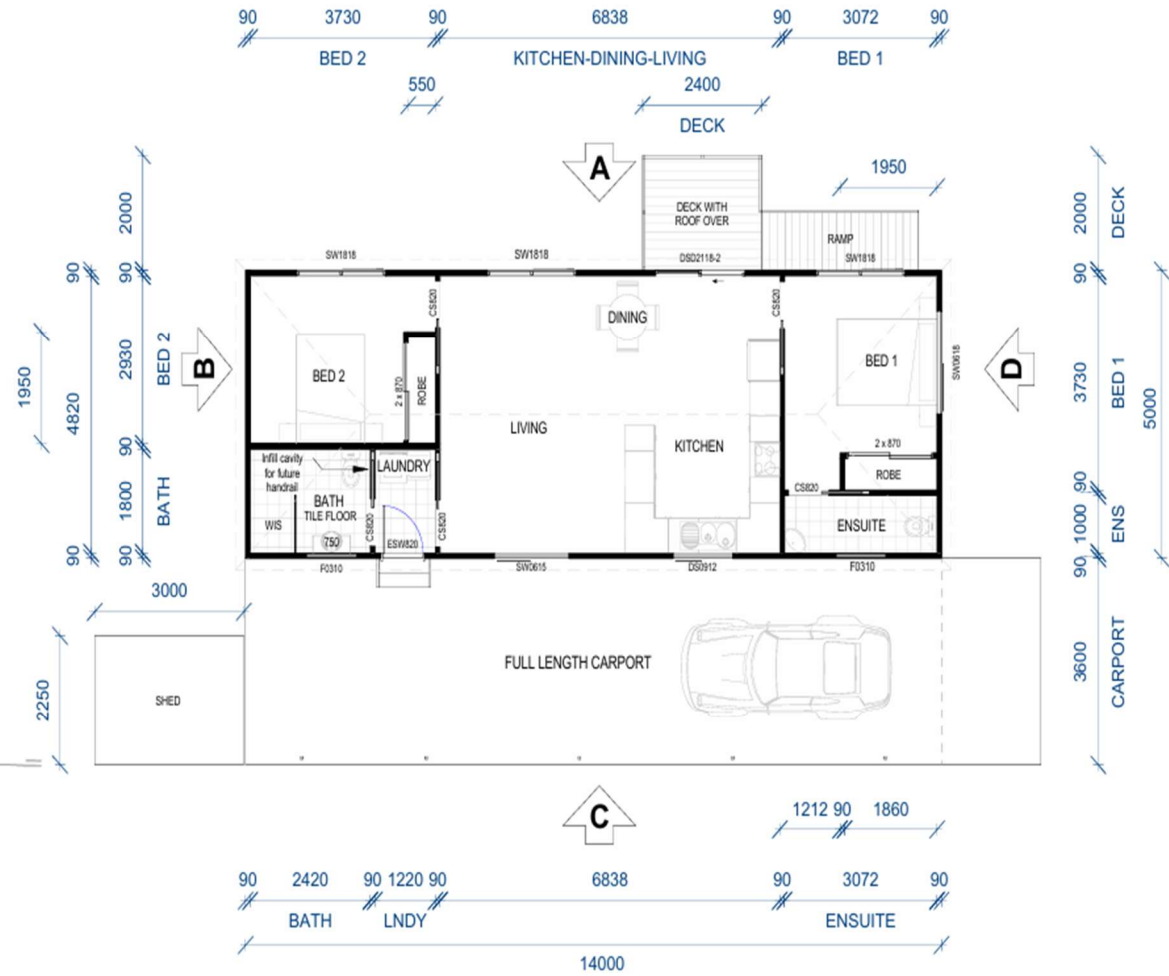 90 3730 90 6838 90 3072 90
BED 2 KITCHEN-DINING-LIVING BED 1
550 2400
DECK
A
1950
2000
DECK WITH
ROOF OVER
RAMP
2000
DECK
SW1818 SW1818 DSD2118-2 SW1818
90 90 90
CS820 CS820
DINING
B
D
BED 2
2 x 870
ROBE
BED 1
SW0618
1950
4820
2930
BED 2
3730
BED 1
5000
LIVING
KITCHEN
2 x 870
ROBE
90
Infill cavity
for future
handrail
LAUNDRY
BATH
TILE FLOOR
WIS
750
CS820
ESW820
CS820
CS820
ENSUITE
1800
BATH
90
1000
ENS
90 90 90
F0310 SW0615 DS0912 F0310
3000
2250
SHED
FULL LENGTH CARPORT
3600
CARPORT
C
1212 90 1860
90 2420 90 1220 90 6838 90 3072 90
BATH LNDY ENSUITE
14000